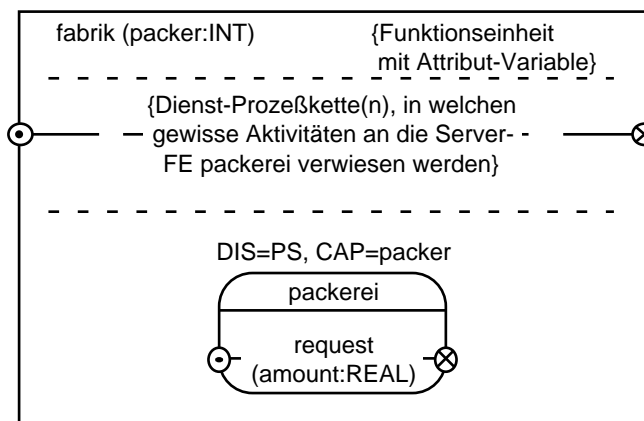 fabrik (packer:INT) {Funktionseinheit
mit Attribut-Variable}
{Dienst-Prozeßkette(n), in welchen
gewisse Aktivitäten an die Server-
FE packerei verwiesen werden}
DIS=PS, CAP=packer
packerei
request
(amount:REAL)